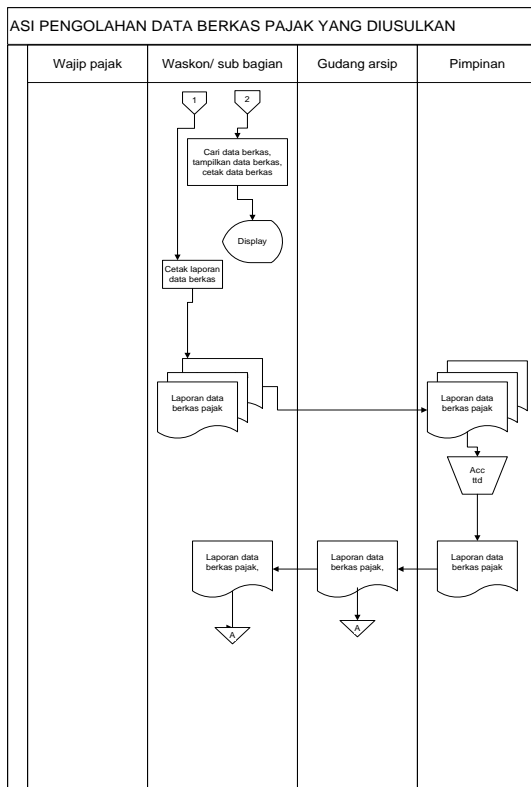 ASI PENGOLAHAN DATA BERKAS PAJAK YANG DIUSULKAN
Wajip pajak
Waskon/ sub bagian
Gudang arsip
Pimpinan
1
2
Cari data berkas,
tampilkan data berkas,
cetak data berkas
Display
Cetak laporan
data berkas
Laporan data
berkas pajak
Laporan data
berkas pajak
Acc
ttd
Laporan data
berkas pajak,
Laporan data
berkas pajak,
Laporan data
berkas pajak
A
A